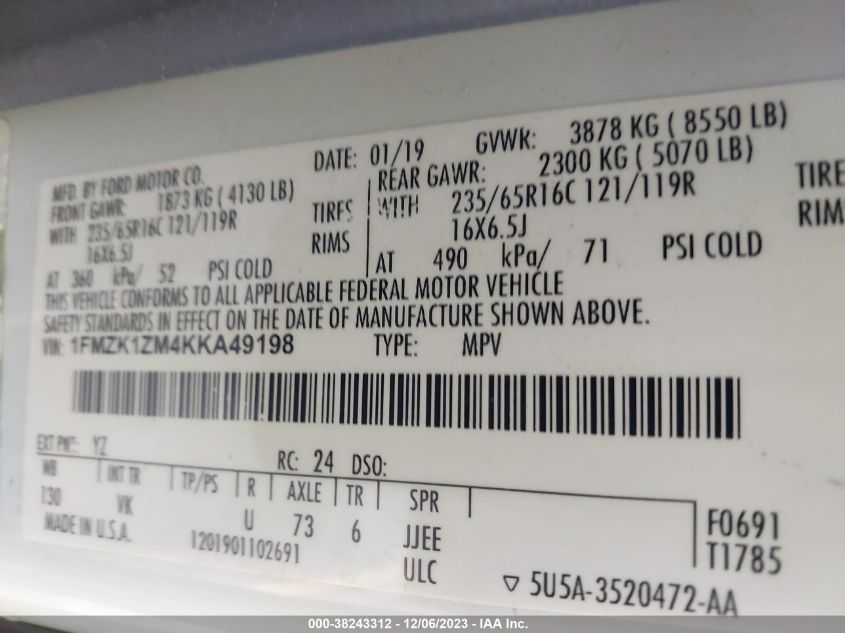 MFD. BY FORD MOTOR CO. DATE: 01/19 GVWR: 3878 KG ( 8550 LB)
FRONT GAWR: 1873 KG ( 4130 LB) REAR GAWR: 2300 KG ( 5070 LB)
WITH 235/65R16C 121/119R TIRES WITH 235/65R16C 121/119R TIRE
16X6.5J RIMS 16X6.5J RIM
AT 360 kPa/ 52 PSI COLD AT 490 kPa/ 71 PSI COLD
THIS VEHICLE CONFORMS TO ALL APPLICABLE FEDERAL MOTOR VEHICLE
SAFETY STANDARDS IN EFFECT ON THE DATE OF MANUFACTURE SHOWN ABOVE.
VIN: 1FMZK1ZM4KKA49198 TYPE: MPV
EXT PNT: YZ RC: 24 DSO:
WB INT TR TP/PS R AXLE TR SPR
130 VK U 73 6 JJEE F0691
MADE IN U.S.A. 1201901102691 ULC T1785
▽ 5U5A-3520472-AA
000-38243312 - 12/06/2023 - IAA Inc.